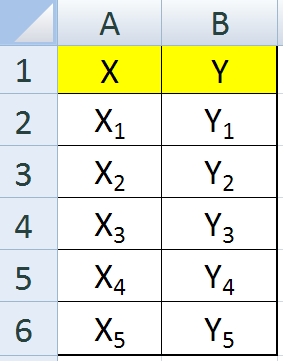 A B
1 X Y
2 X₁ Y₁
3 X₂ Y₂
4 X₃ Y₃
5 X₄ Y₄
6 X₅ Y₅